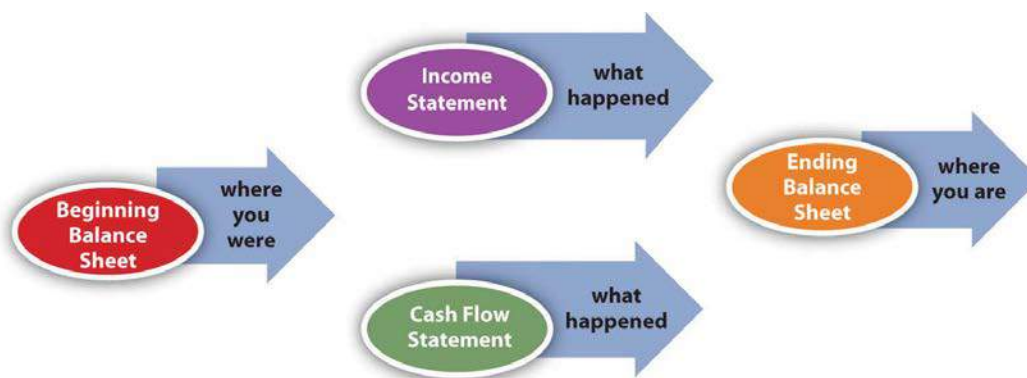 Beginning
Balance
Sheet
where
you
were
Income
Statement
what
happened
Cash Flow
Statement
what
happened
Ending
Balance
Sheet
where
you are